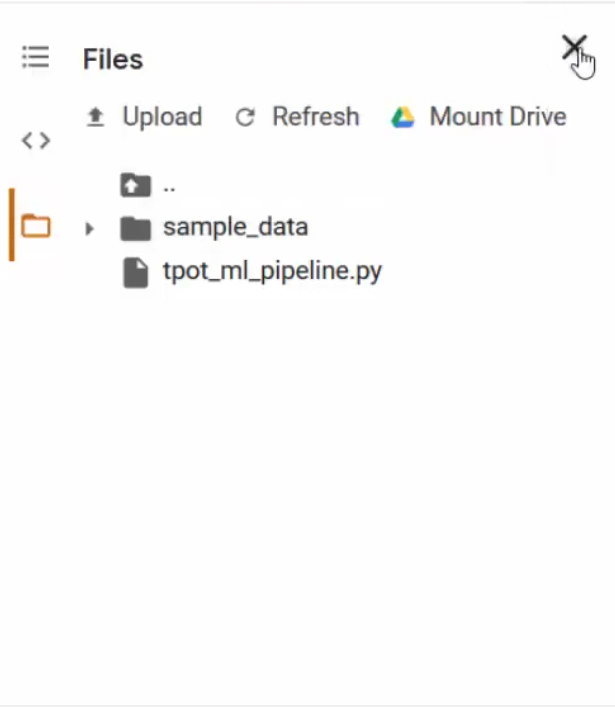 Files
Upload Refresh Mount Drive
..
sample_data
tpot_ml_pipeline.py